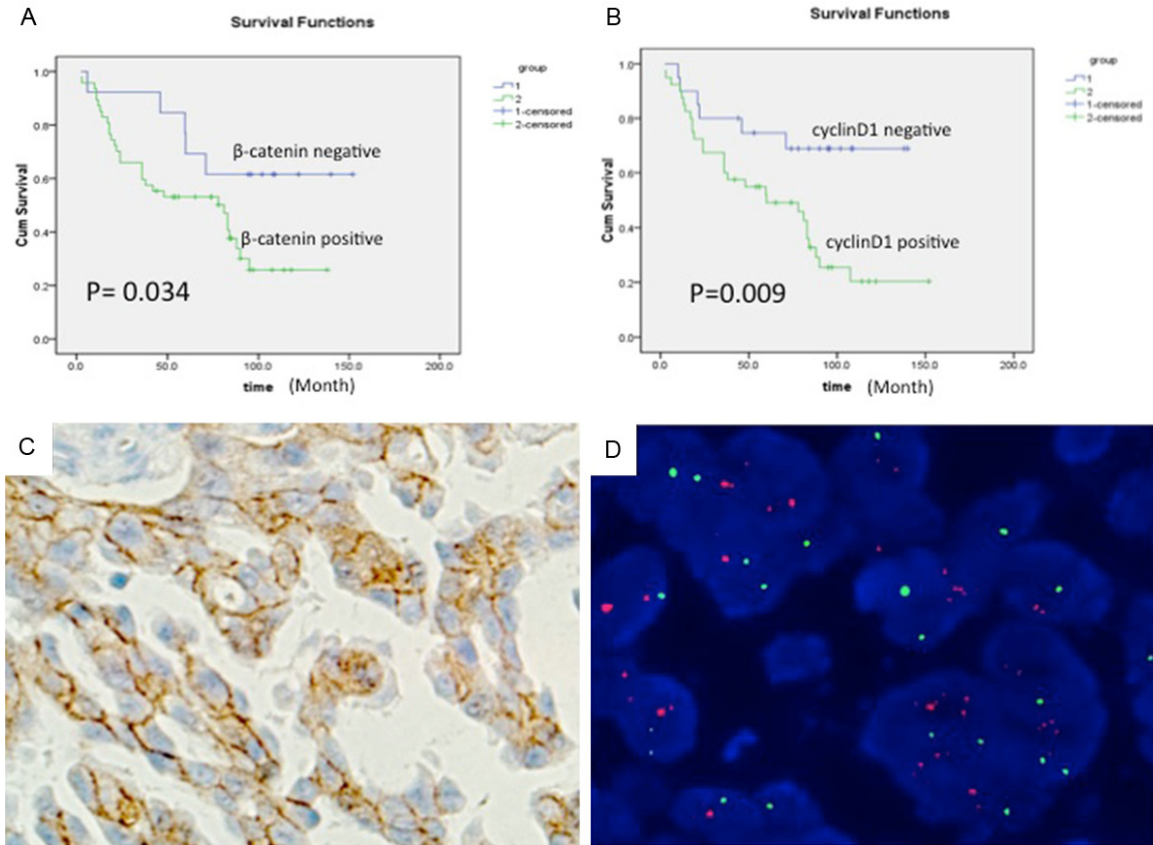 A
Survival Functions
Cum Survival
1.0
0.8
0.6
0.4
0.2
0.0
0.0 50.0 100.0 150.0 200.0
time (Month)
β-catenin negative
β-catenin positive
P= 0.034
group
1
2
1-censored
2-censored
B
Survival Functions
Cum Survival
1.0
0.8
0.6
0.4
0.2
0.0
0.0 50.0 100.0 150.0 200.0
time (Month)
cyclinD1 negative
cyclinD1 positive
P=0.009
group
1
2
1-censored
2-censored
C
D